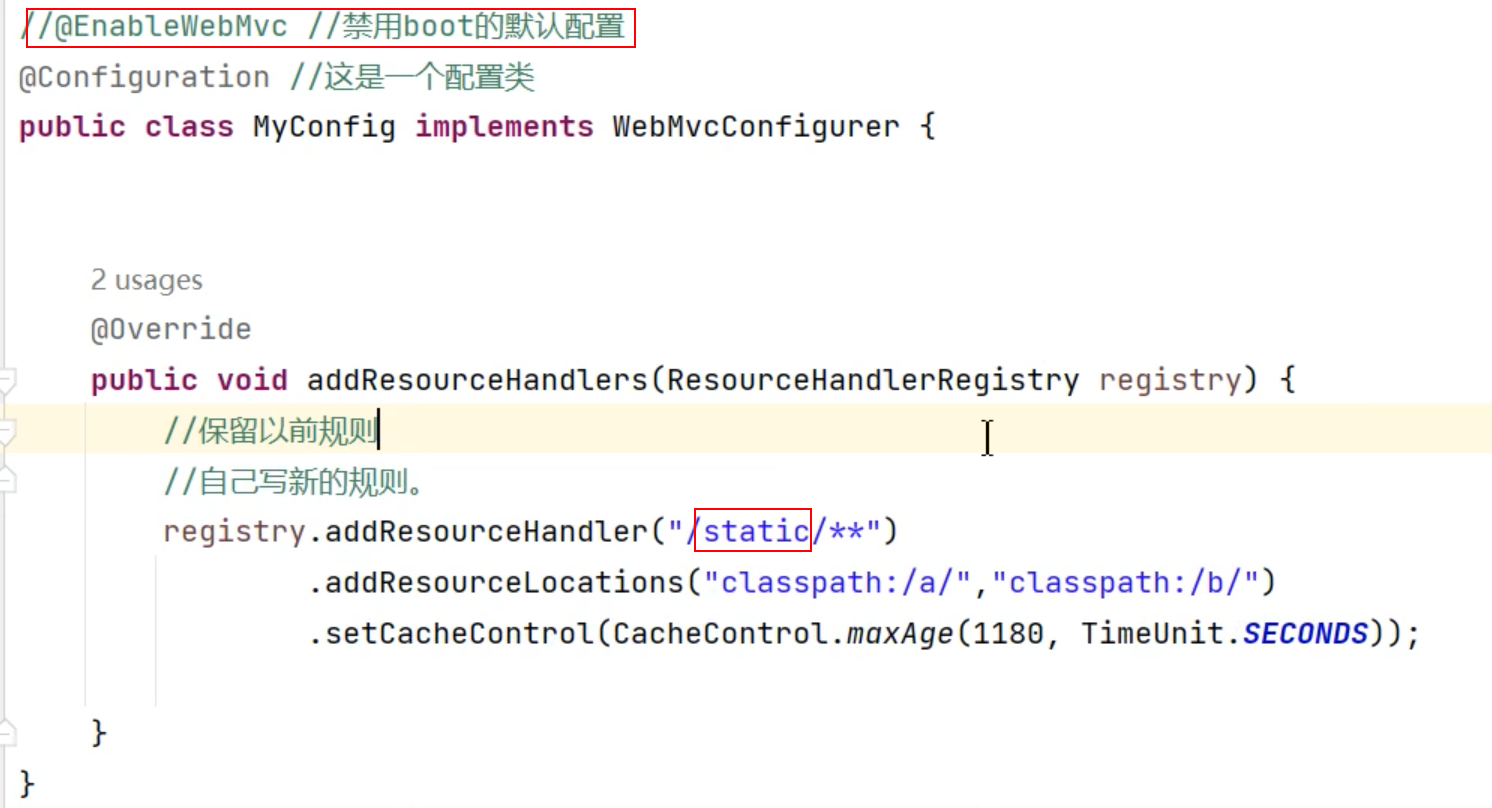 //@EnableWebMvc //禁用boot的默认配置
@Configuration //这是一个配置类
public class MyConfig implements WebMvcConfigurer {
2 usages
@Override
public void addResourceHandlers(ResourceHandlerRegistry registry) {
//保留以前规则
//自己写新的规则。
registry.addResourceHandler("/static/**")
.addResourceLocations("classpath:/a/","classpath:/b/")
.setCacheControl(CacheControl.maxAge(1180, TimeUnit.SECONDS));
}
}